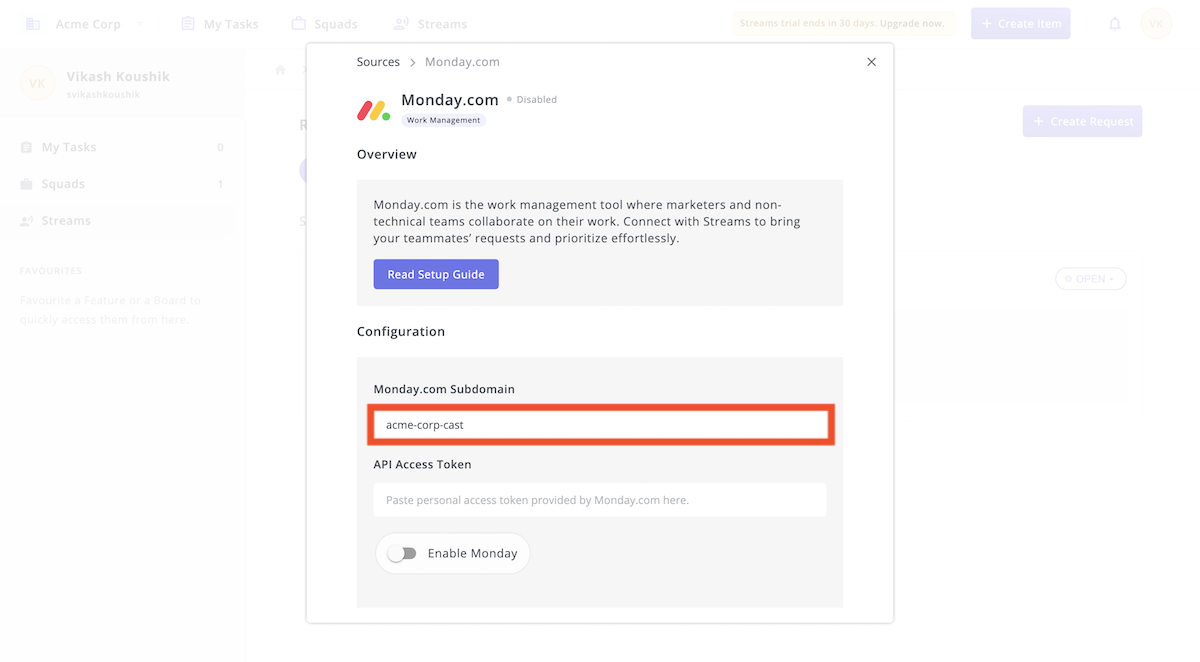 Acme Corp
My Tasks
Squads
Streams
Streams trial ends in 30 days. Upgrade now.
+ Create Item
VK
VK
Vikash Koushik
svikashkoushik
My Tasks 0
Squads 1
Streams
FAVOURITES
Favourite a Feature or a Board to
quickly access them from here.
R
+ Create Request
S
OPEN
Sources > Monday.com
Monday.com
Disabled
Work Management
Overview
Monday.com is the work management tool where marketers and non-
technical teams collaborate on their work. Connect with Streams to bring
your teammates’ requests and prioritize effortlessly.
Read Setup Guide
Configuration
Monday.com Subdomain
acme-corp-cast
API Access Token
Paste personal access token provided by Monday.com here.
Enable Monday